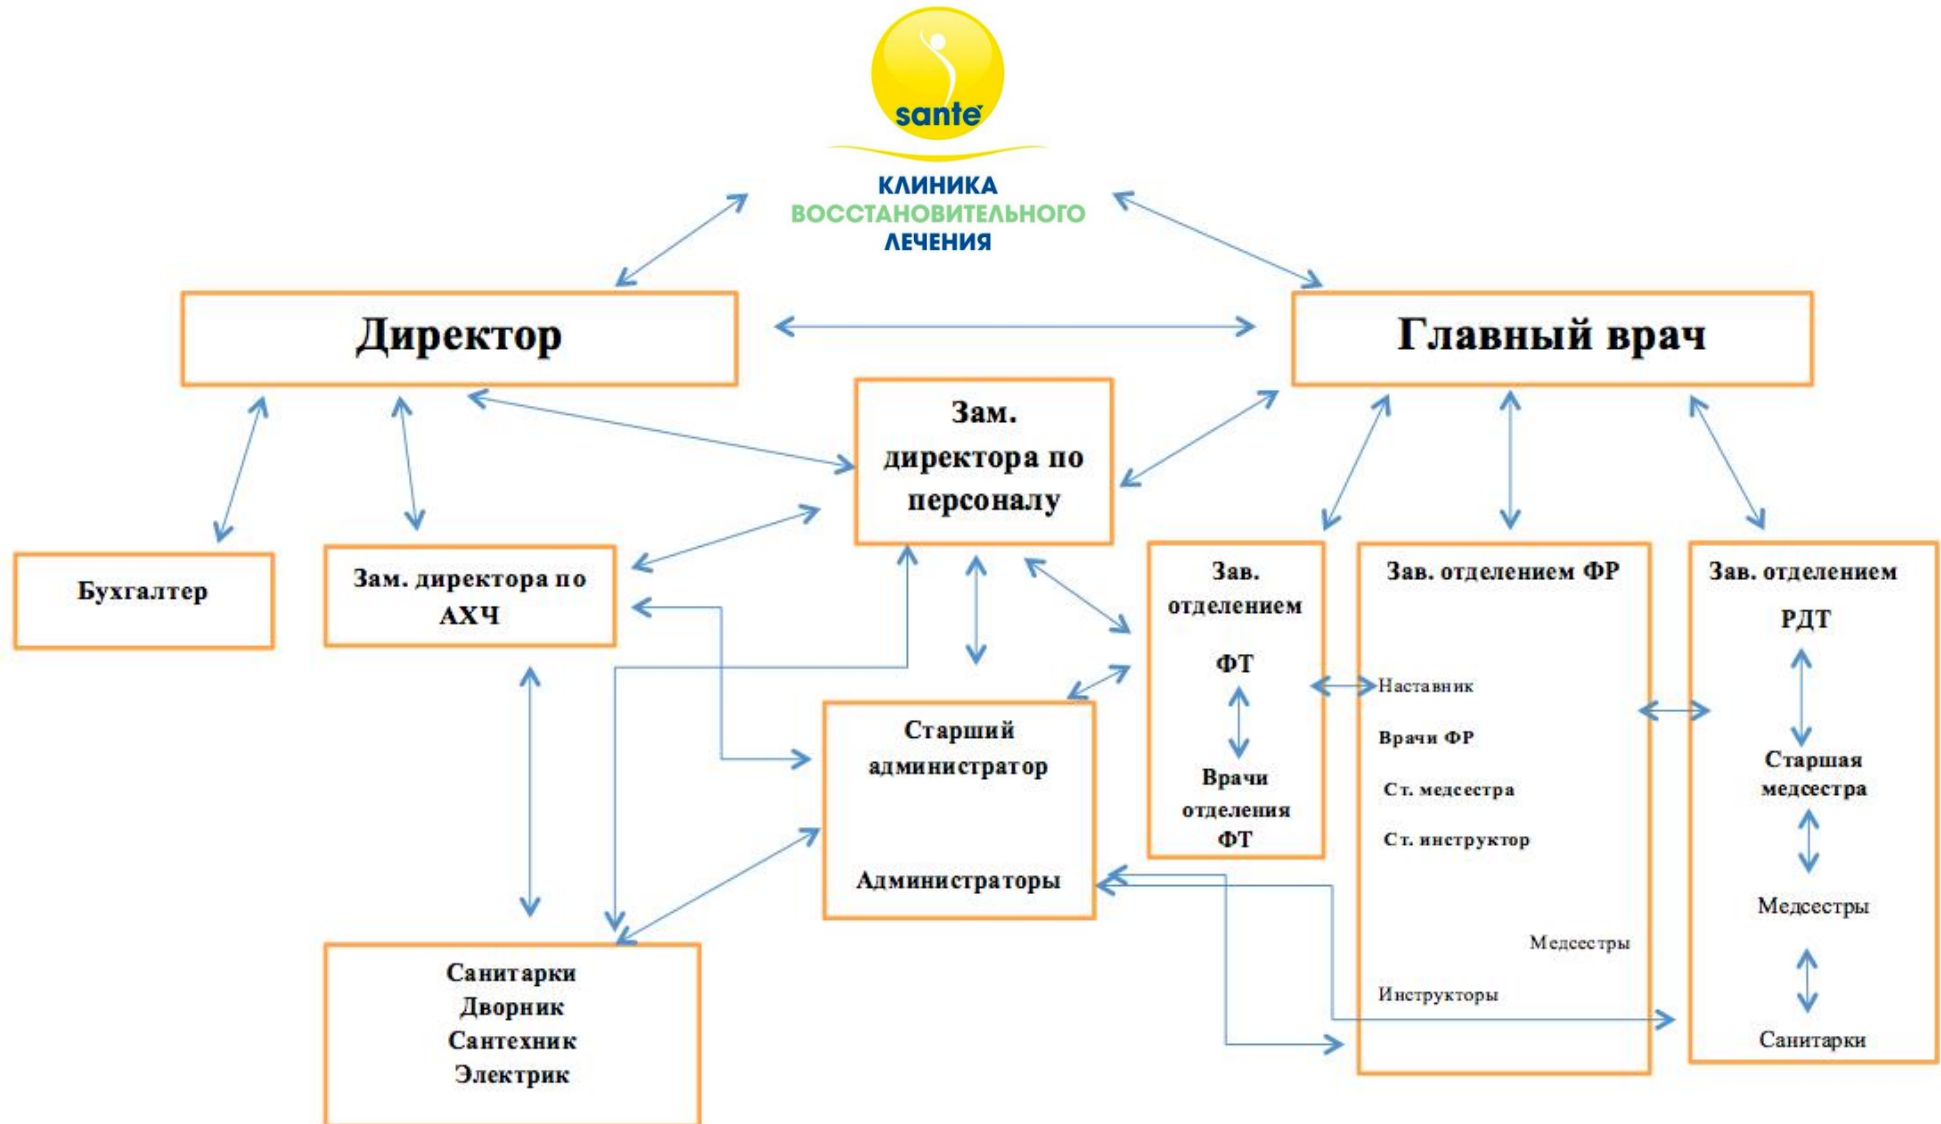 santé
КЛИНИКА
ВОССТАНОВИТЕЛЬНОГО
ЛЕЧЕНИЯ
Директор
Главный врач
Зам.
директора по
персоналу
Бухгалтер
Зам. директора по
АХЧ
Зав.
отделением
ФТ
Врачи
отделения
ФТ
Зав. отделением ФР
Наставник
Врачи ФР
Ст. медсестра
Ст. инструктор
Медсестры
Инструкторы
Зав. отделением
РДТ
Старшая
медсестра
Медсестры
Санитарки
Старший
администратор
Администраторы
Санитарки
Дворник
Сантехник
Электрик